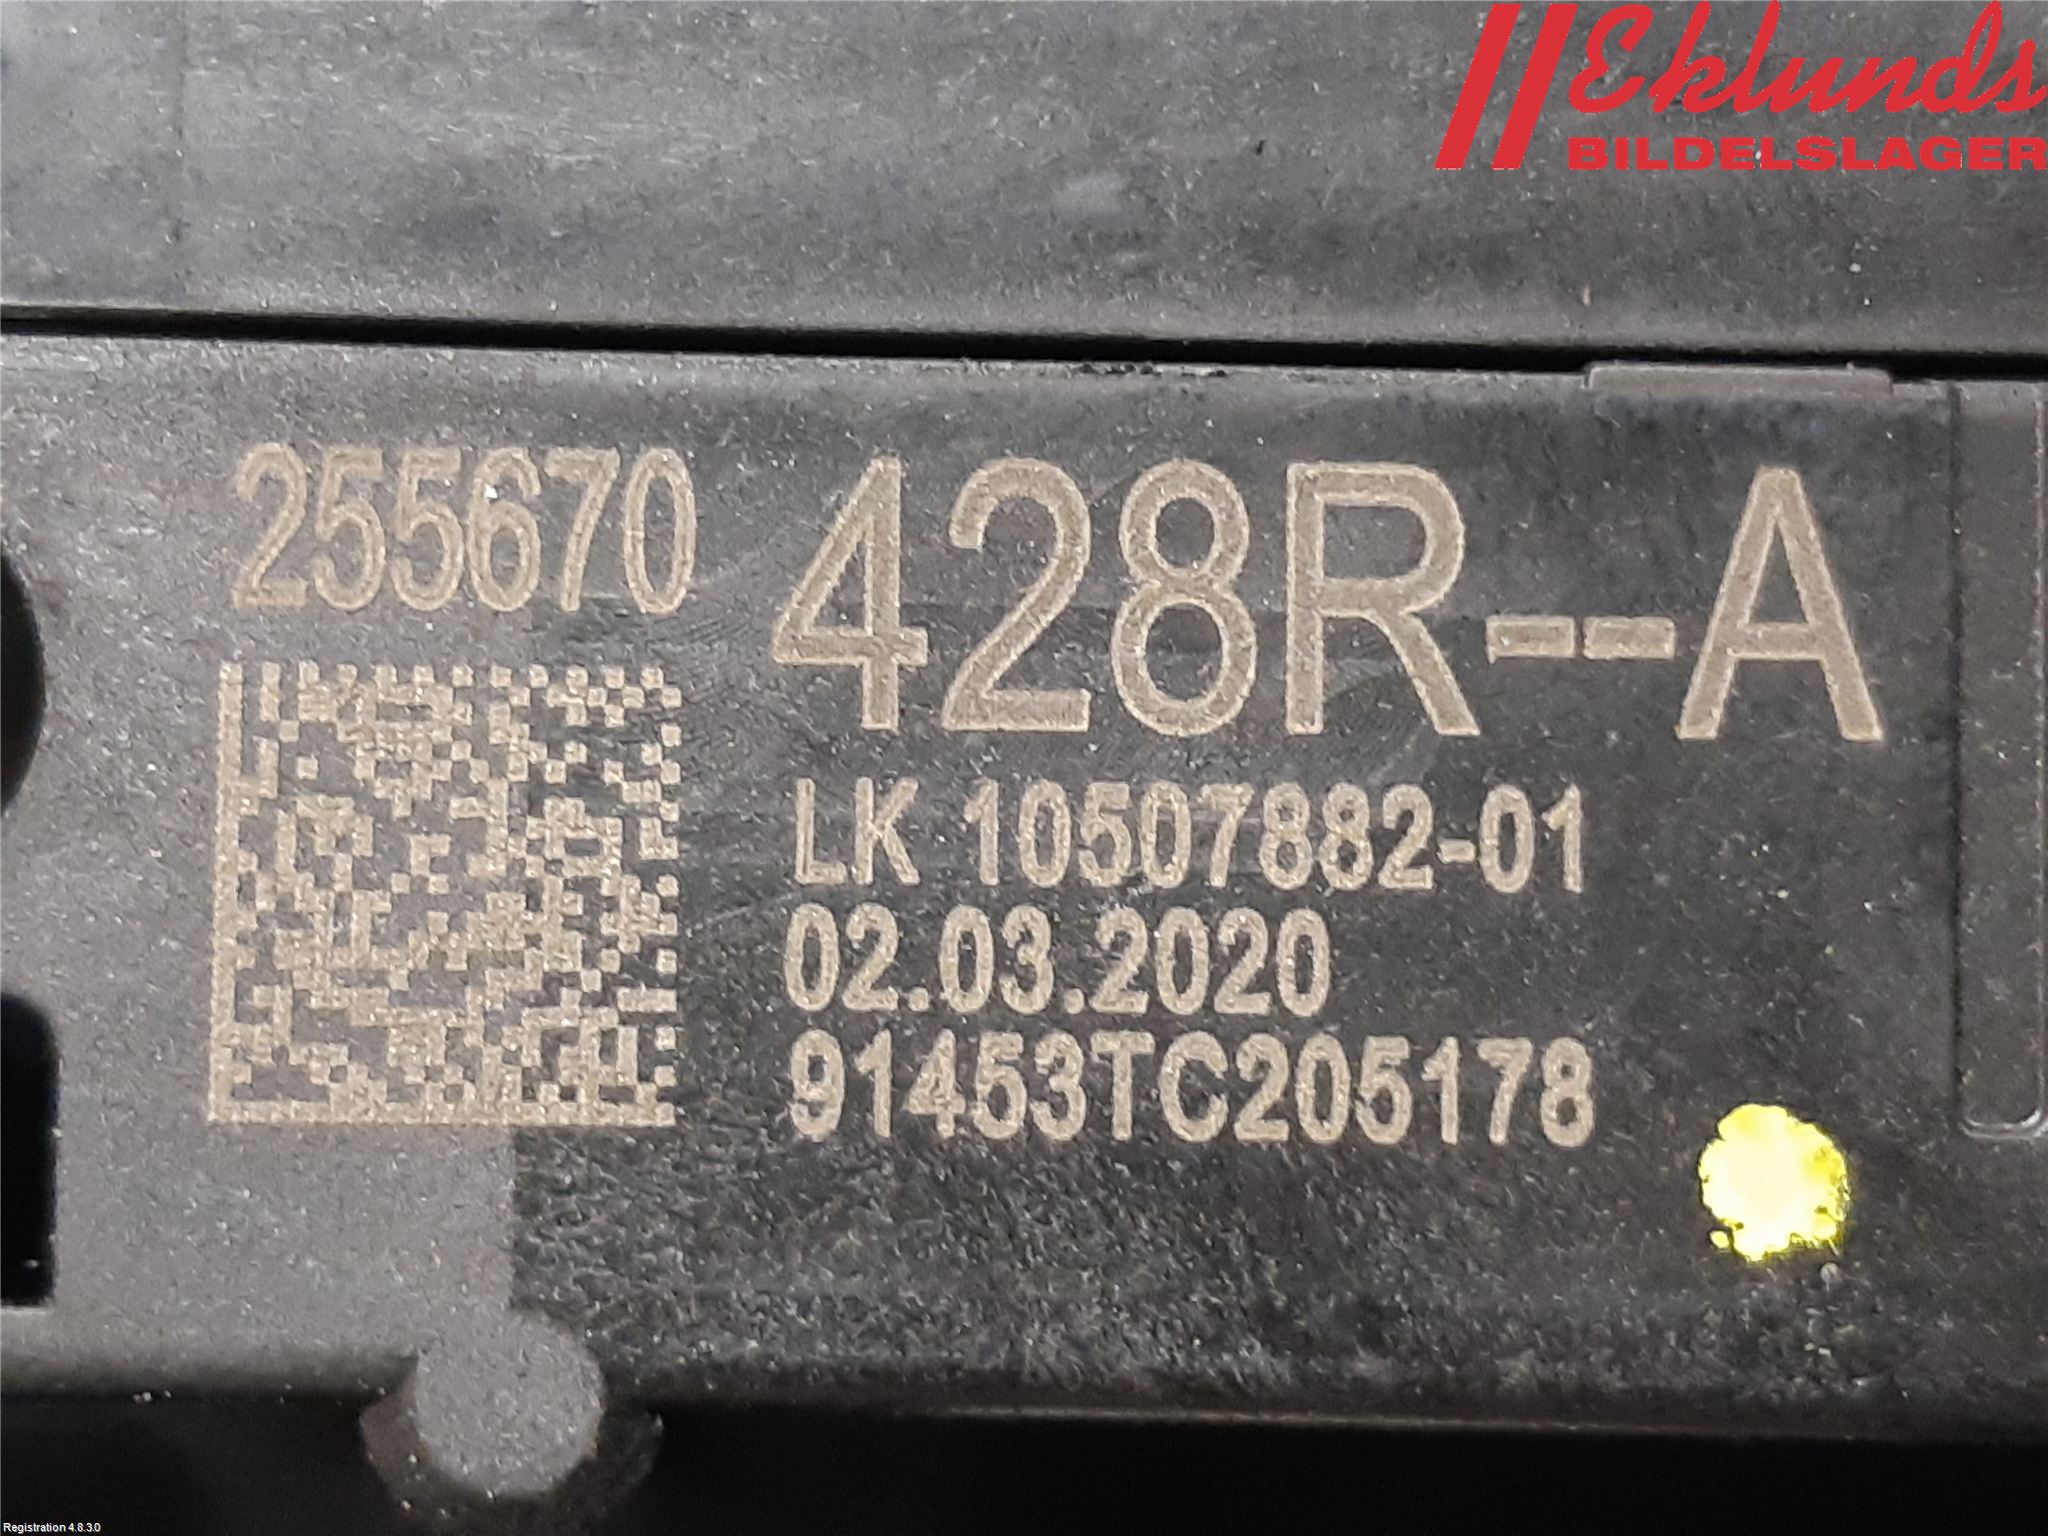 Eklunds
BILDELSLAGER
255670 428R--A
LK 10507882-01
02.03.2020
91453TC205178
Registration 4.8.3.0